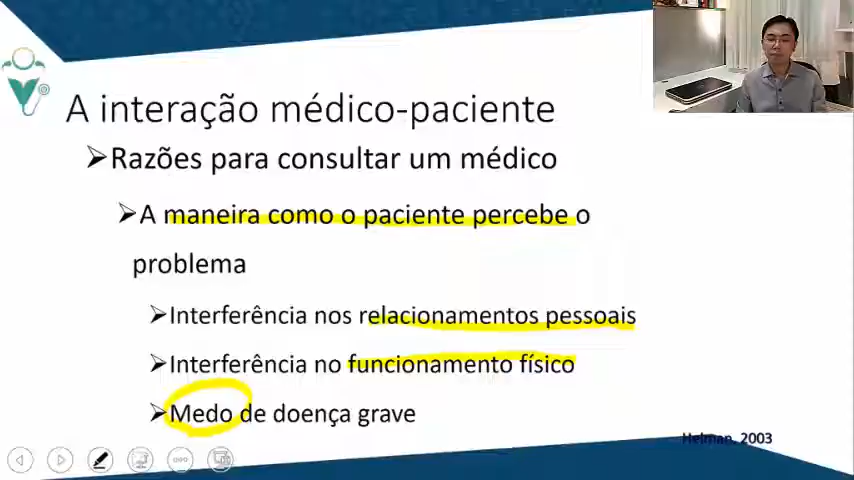 A interação médico-paciente
➢Razões para consultar um médico
➢A maneira como o paciente percebe o
problema
➢Interferência nos relacionamentos pessoais
➢Interferência no funcionamento físico
➢Medo de doença grave
Helman, 2003